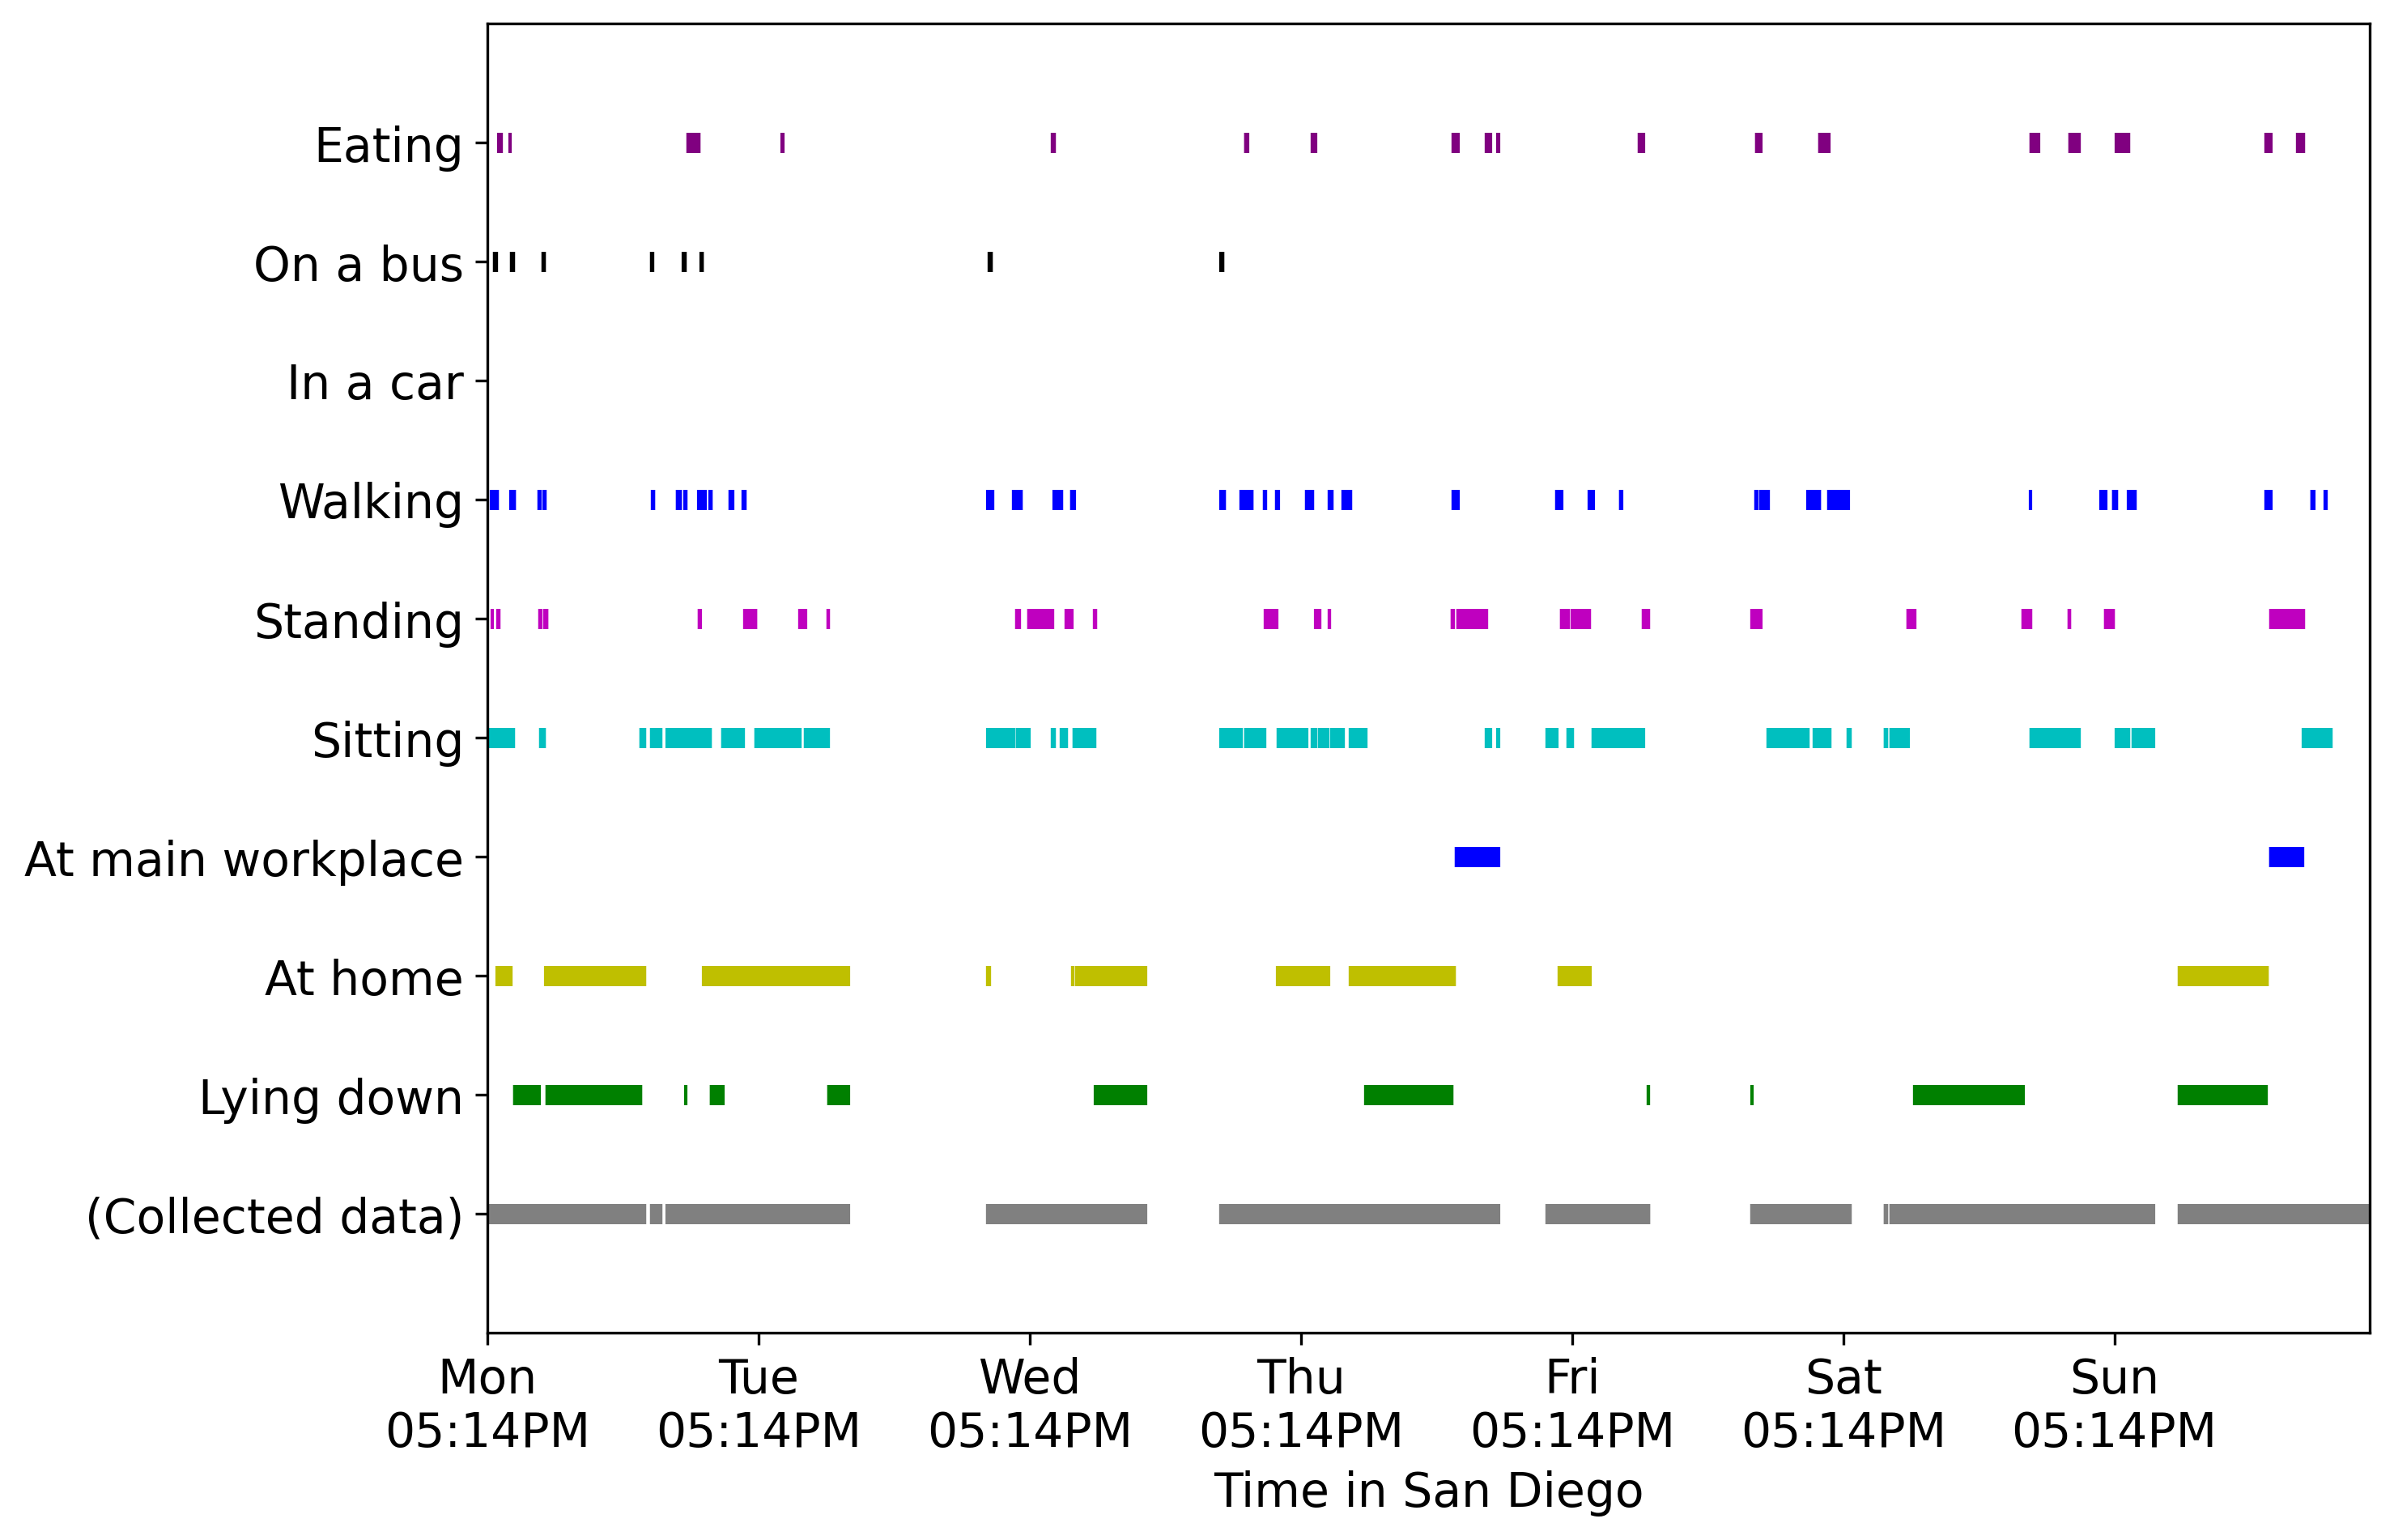 Eating
On a bus
In a car
Walking
Standing
Sitting
At main workplace
At home
Lying down
(Collected data)
Mon Tue Wed Thu Fri Sat Sun
05:14PM 05:14PM 05:14PM 05:14PM 05:14PM 05:14PM 05:14PM
Time in San Diego